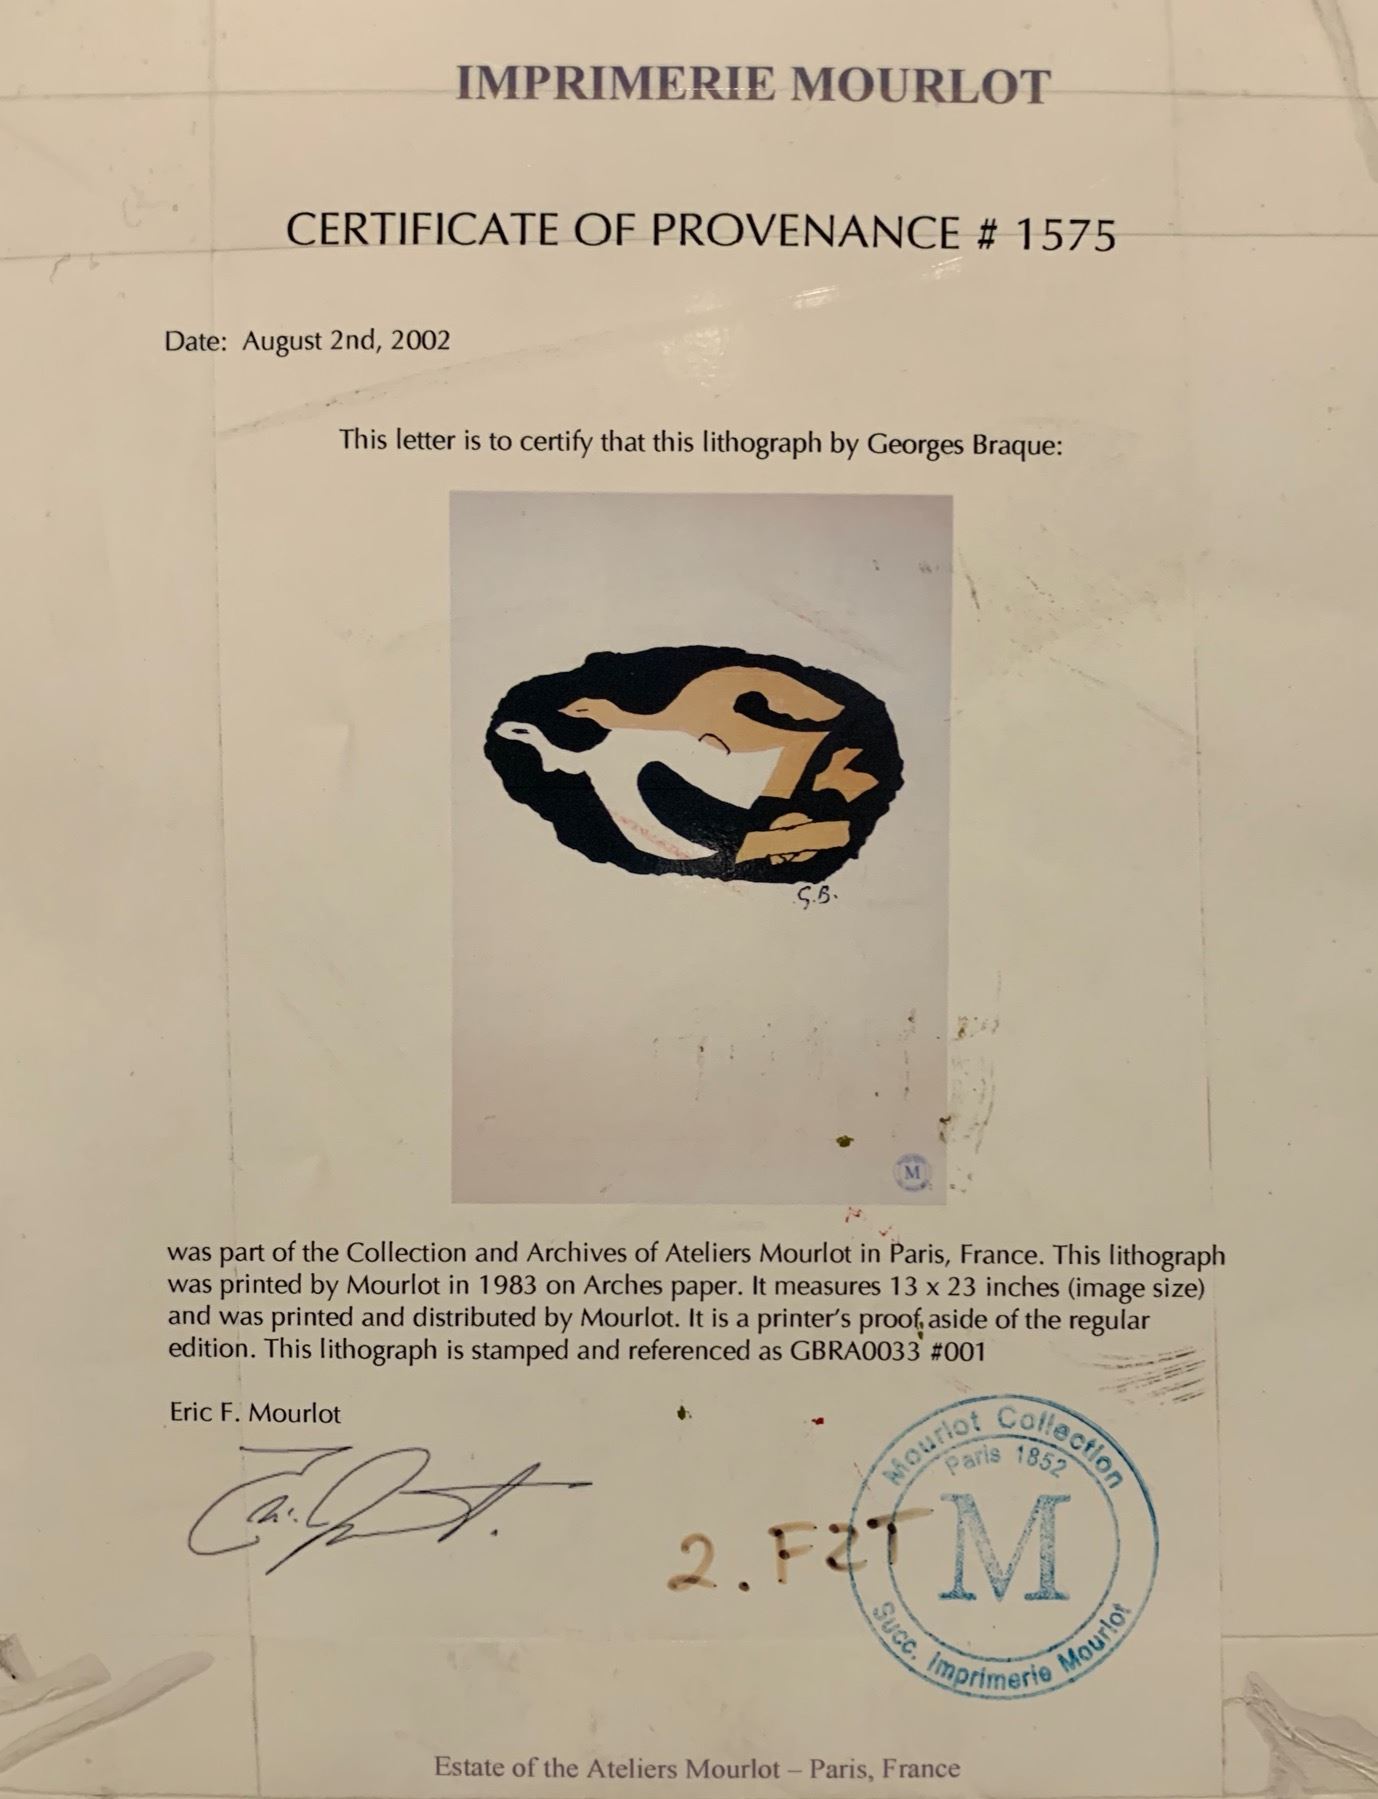 IMPRIMERIE MOURLOT
CERTIFICATE OF PROVENANCE # 1575
Date: August 2nd, 2002
This letter is to certify that this lithograph by Georges Braque:
G.B.
M
was part of the Collection and Archives of Ateliers Mourlot in Paris, France. This lithograph
was printed by Mourlot in 1983 on Arches paper. It measures 13 x 23 inches (image size)
and was printed and distributed by Mourlot. It is a printer's proof, aside of the regular
edition. This lithograph is stamped and referenced as GBRA0033 #001
Eric F. Mourlot
Mourlot Collection
Paris 1852
M
Succ. Imprimerie Mourlot
2. FZT
Estate of the Ateliers Mourlot – Paris, France